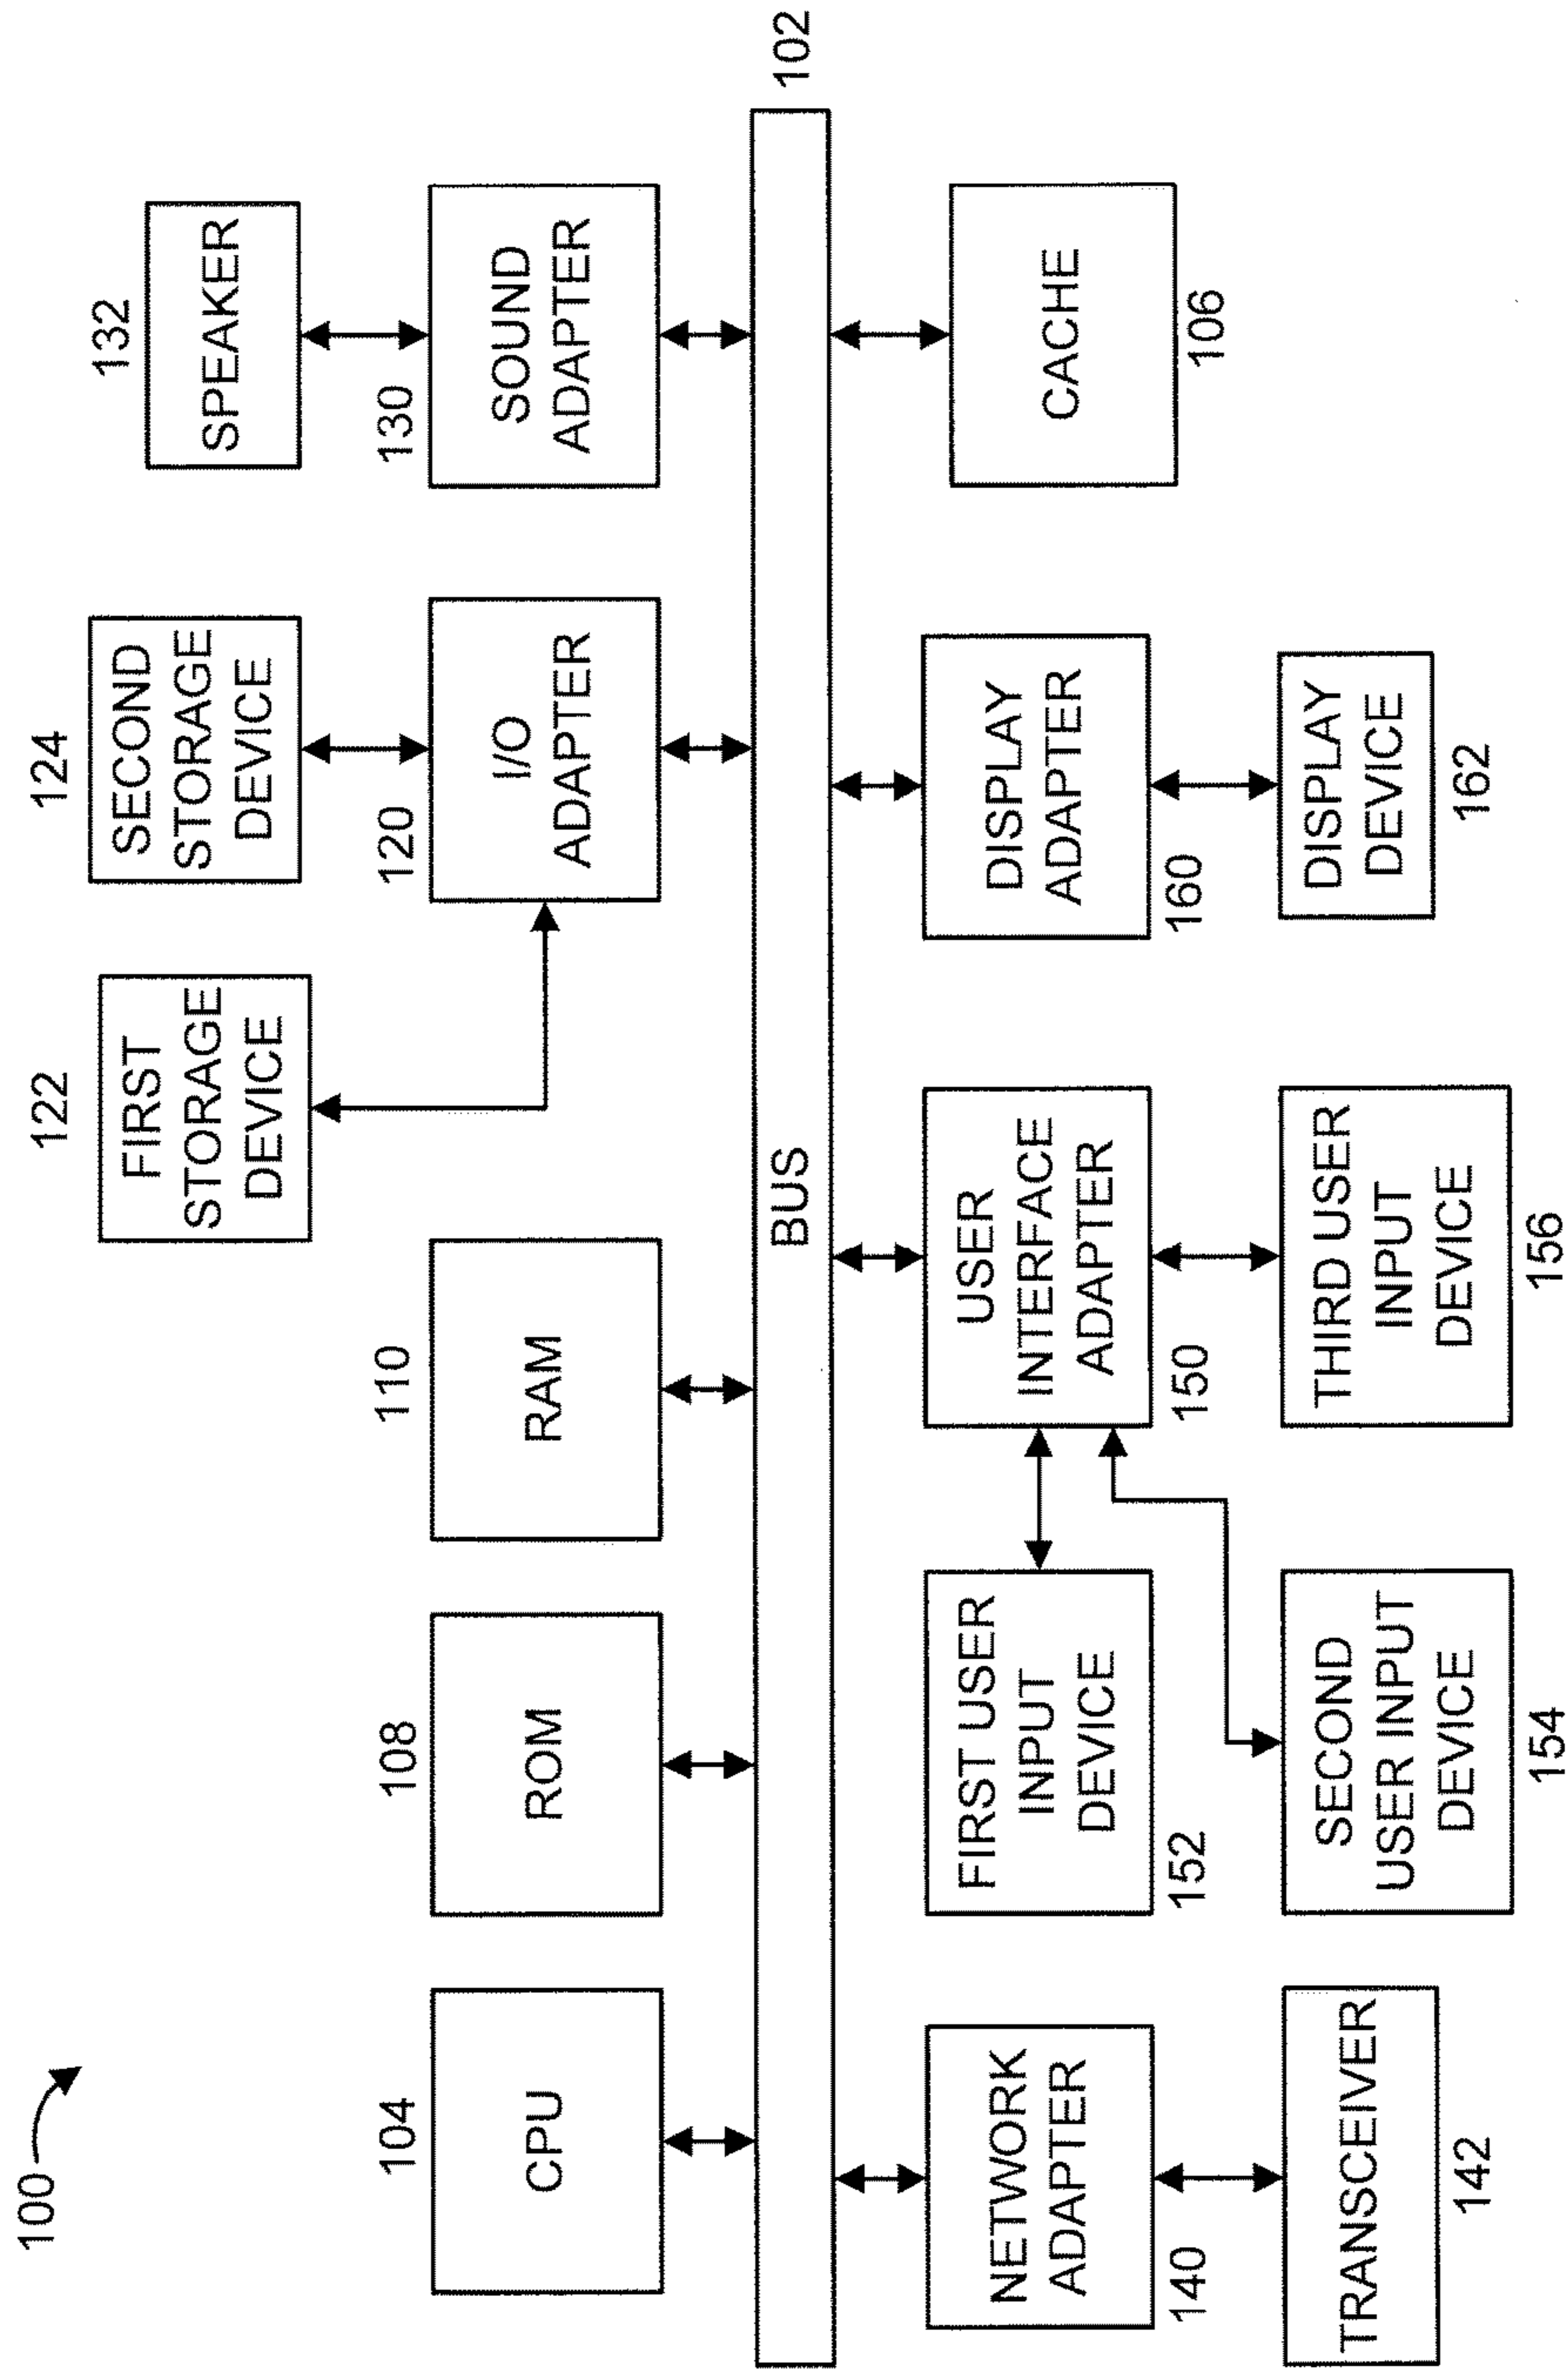 100
104
CPU
108
ROM
110
RAM
122
FIRST
STORAGE
DEVICE
124
SECOND
STORAGE
DEVICE
120
I/O
ADAPTER
132
SPEAKER
130
SOUND
ADAPTER
BUS
102
NETWORK
ADAPTER
140
TRANSCEIVER
142
FIRST USER
INPUT
DEVICE
152
SECOND
USER INPUT
DEVICE
154
USER
INTERFACE
ADAPTER
150
THIRD USER
INPUT
DEVICE
156
DISPLAY
ADAPTER
160
DISPLAY
DEVICE
162
CACHE
106